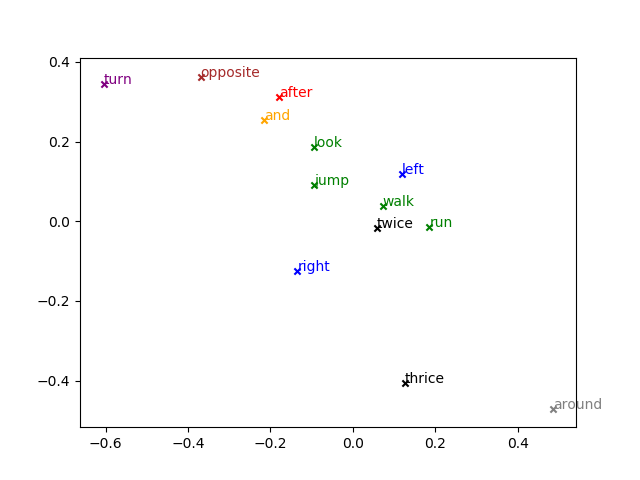 0.4
turn
opposite
after
and
0.2
look
left
jump
walk
0.0
twice
run
right
−0.2
thrice
−0.4
around
−0.6
−0.4
−0.2
0.0
0.2
0.4